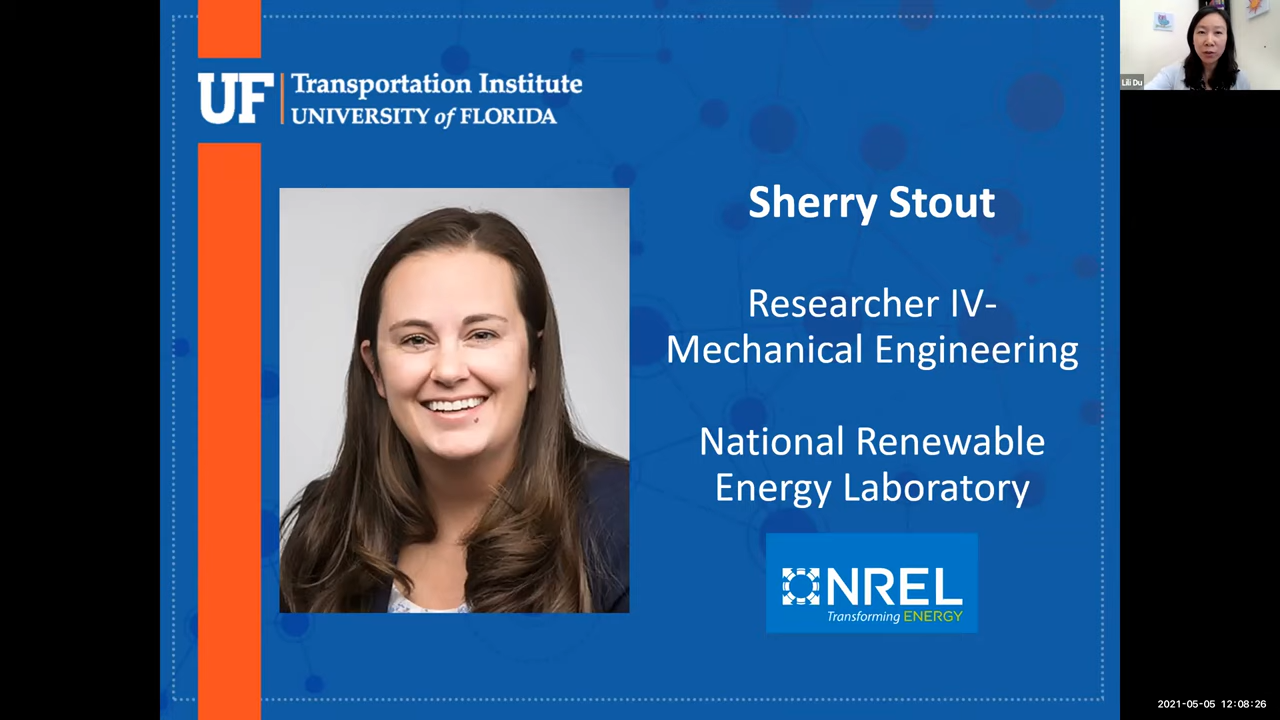 UF Transportation Institute
UNIVERSITY of FLORIDA
Lili Du
Sherry Stout
Researcher IV-
Mechanical Engineering
National Renewable
Energy Laboratory
NREL
Transforming ENERGY
2021-05-05 12:08:26